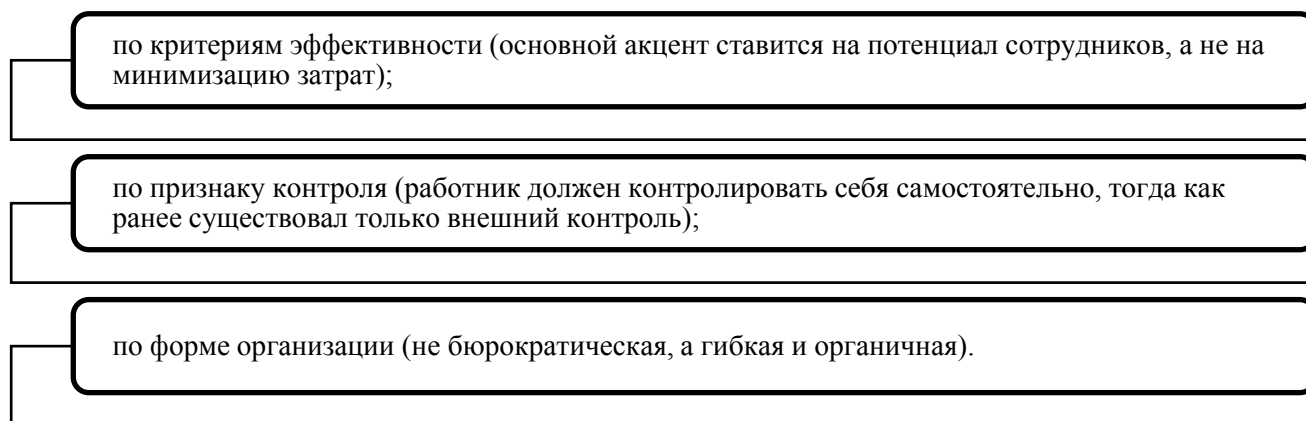 по критериям эффективности (основной акцент ставится на потенциал сотрудников, а не на
минимизацию затрат);
по признаку контроля (работник должен контролировать себя самостоятельно, тогда как
ранее существовал только внешний контроль);
по форме организации (не бюрократическая, а гибкая и органичная).